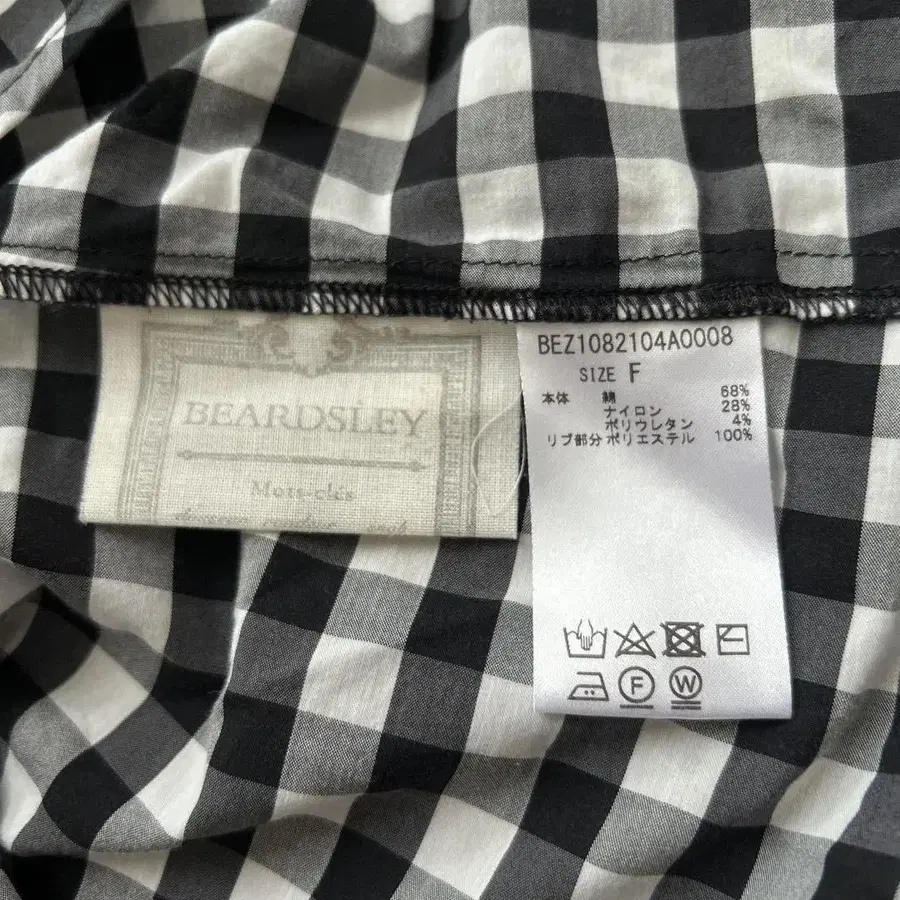 BEARDSLEY
Mots-clés
BEZ1082104A0008
SIZE F
本体 綿 68%
ナイロン 28%
ポリウレタン 4%
リブ部分 ポリエステル 100%
F
W